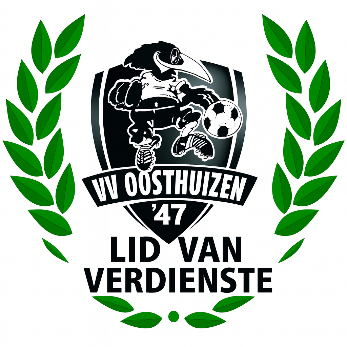 VV OOSTHUIZEN
'47
LID VAN
VERDIENSTE